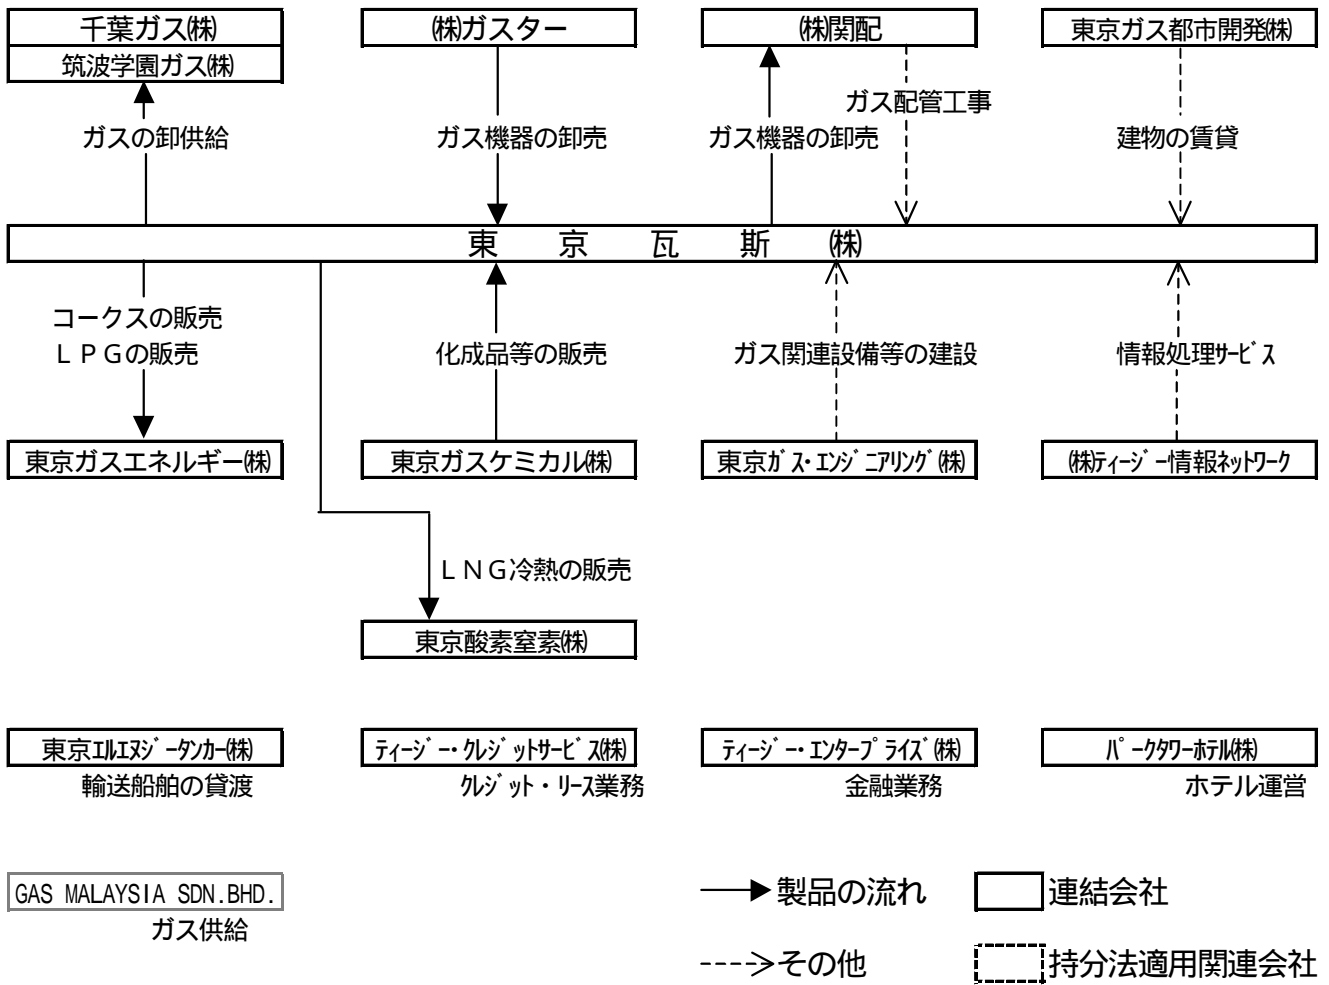 千葉ガス㈱
㈱ガスター
㈱関配
東京ガス都市開発㈱
筑波学園ガス㈱
ガス配管工事
ガスの卸供給
ガス機器の卸売
ガス機器の卸売
建物の賃貸
東京瓦斯㈱
コークスの販売
ＬＰＧの販売
化成品等の販売
ガス関連設備等の建設
情報処理ｻｰﾋﾞｽ
東京ガスエネルギー㈱
東京ガスケミカル㈱
東京ｶﾞｽ・ｴﾝｼﾞﾆｱﾘﾝｸﾞ㈱
㈱ﾃｨｰｼﾞｰ情報ﾈｯﾄﾜｰｸ
ＬＮＧ冷熱の販売
東京酸素窒素㈱
東京ｴﾙｴﾇｼﾞｰﾀﾝｶｰ㈱
ﾃｨｰｼﾞｰ・ｸﾚｼﾞｯﾄｻｰﾋﾞｽ㈱
ﾃｨｰｼﾞｰ・ｴﾝﾀｰﾌﾟﾗｲｽﾞ㈱
ﾊﾟｰｸﾀﾜｰﾎﾃﾙ㈱
輸送船舶の貸渡
ｸﾚｼﾞｯﾄ・ﾘｰｽ業務
金融業務
ホテル運営
GAS MALAYSIA SDN.BHD.
ガス供給
製品の流れ
連結会社
その他
持分法適用関連会社